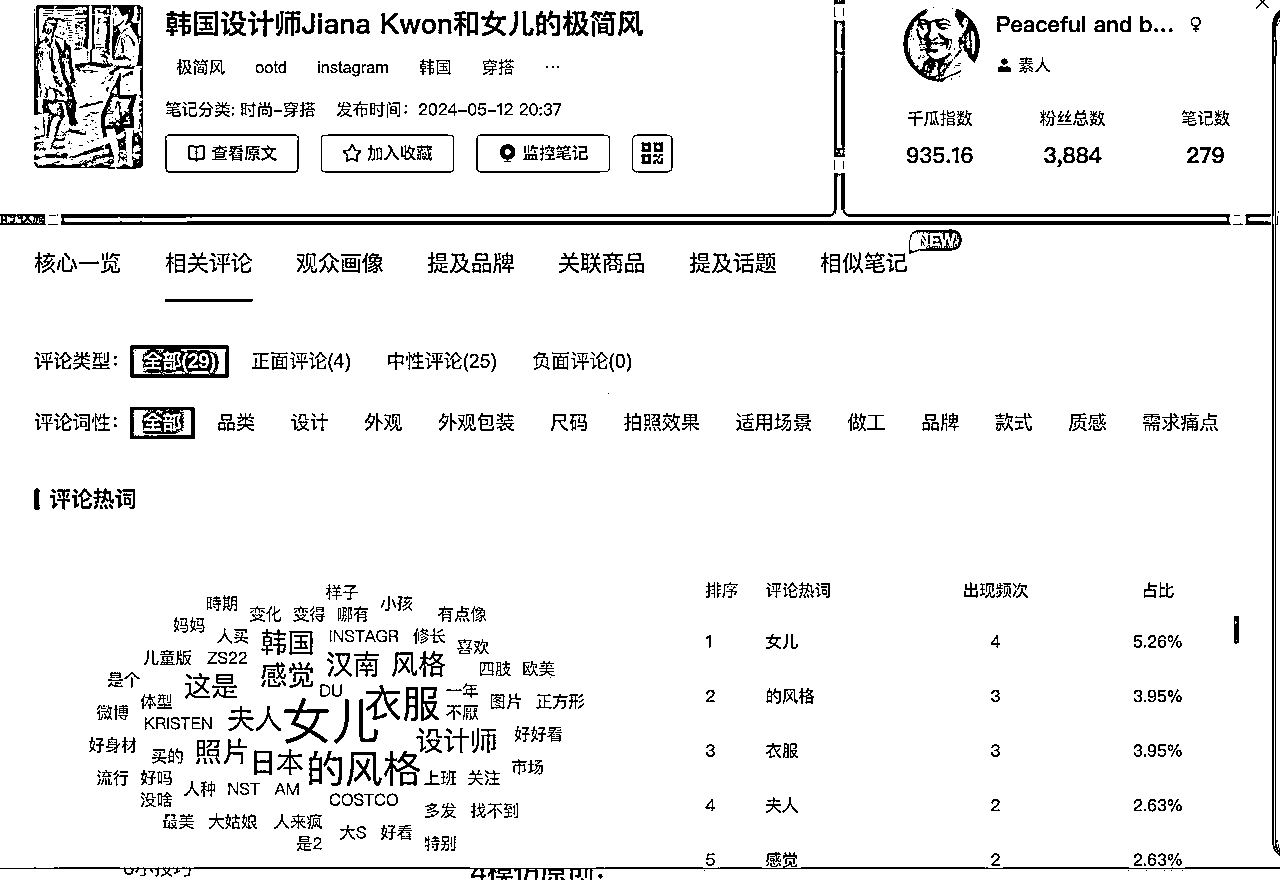 韩国设计师Jiana Kwon和女儿的极简风
极简风 ootd instagram 韩国 穿搭 ...
笔记分类: 时尚-穿搭 发布时间: 2024-05-12 20:37
查看原文 加入收藏 监控笔记
Peaceful and b... ♀
素人
千瓜指数 粉丝总数 笔记数
935.16 3,884 279
核心一览 相关评论 观众画像 提及品牌 关联商品 提及话题 相似笔记 NEW
评论类型: 全部(29) 正面评论(4) 中性评论(25) 负面评论(0)
评论词性: 全部 品类 设计 外观 外观包装 尺码 拍照效果 适用场景 做工 品牌 款式 质感 需求痛点
评论热词
样子
時期 小孩
变化 变得 哪有 有点像
妈妈 人买 韩国 INSTAGR 修长 喜欢
儿童版 ZS22 感觉 汉南 风格 四肢 欧美
是个 这是 DU 一年
体型 衣服 图片 正方形
微博 KRISTEN 夫人 女儿 不厌
好身材 买的 照片 日本 设计师 好好看
的风格 市场
流行 好吗 上班 关注
没啥 人种 NST AM COSTCO
多发 找不到
最美 大姑娘 人来疯 大S 好看
是2 特别
排序 评论热词 出现频次 占比
1 女儿 4 5.26%
2 的风格 3 3.95%
3 衣服 3 3.95%
4 夫人 2 2.63%
5 感觉 2 2.63%